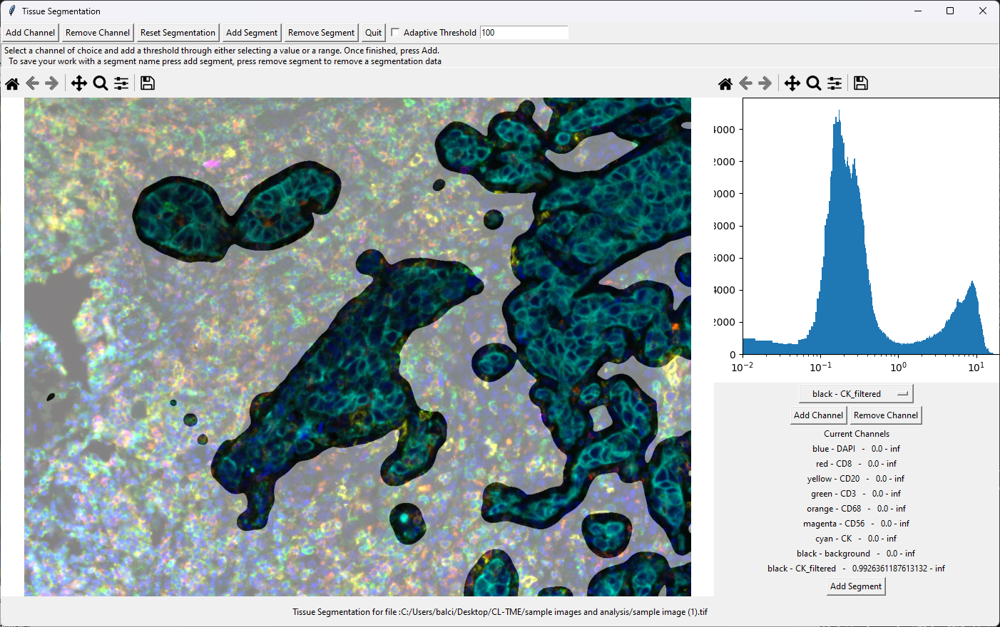 Tissue Segmentation
Add Channel Remove Channel Reset Segmentation Add Segment Remove Segment Quit Adaptive Threshold 100
Select a channel of choice and add a threshold through either selecting a value or a range. Once finished, press Add.
To save your work with a segment name press add segment, press remove segment to remove a segmentation data
4000
2000
0000
8000
6000
4000
2000
0
10⁻² 10⁻¹ 10⁰ 10¹
black - CK_filtered
Add Channel Remove Channel
Current Channels
blue - DAPI - 0.0 - inf
red - CD8 - 0.0 - inf
yellow - CD20 - 0.0 - inf
green - CD3 - 0.0 - inf
orange - CD68 - 0.0 - inf
magenta - CD56 - 0.0 - inf
cyan - CK - 0.0 - inf
black - background - 0.0 - inf
black - CK_filtered - 0.9926361187613132 - inf
Add Segment
Tissue Segmentation for file :C:/Users/balci/Desktop/CL-TME/sample images and analysis/sample image (1).tif